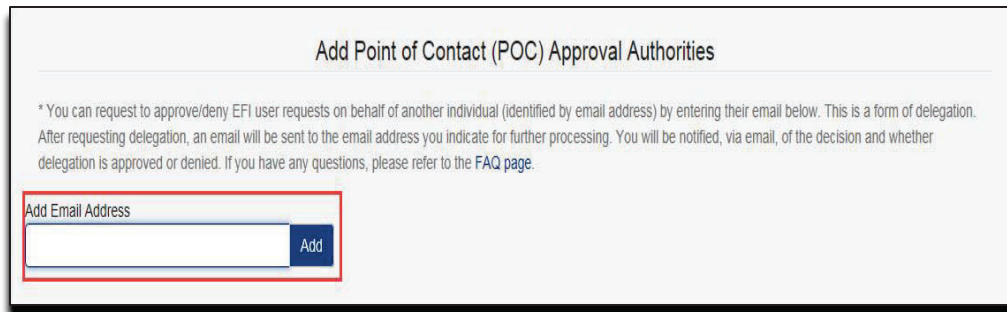 Add Point of Contact (POC) Approval Authorities
* You can request to approve/deny EFI user requests on behalf of another individual (identified by email address) by entering their email below. This is a form of delegation.
After requesting delegation, an email will be sent to the email address you indicate for further processing. You will be notified, via email, of the decision and whether
delegation is approved or denied. If you have any questions, please refer to the FAQ page.
Add Email Address
Add